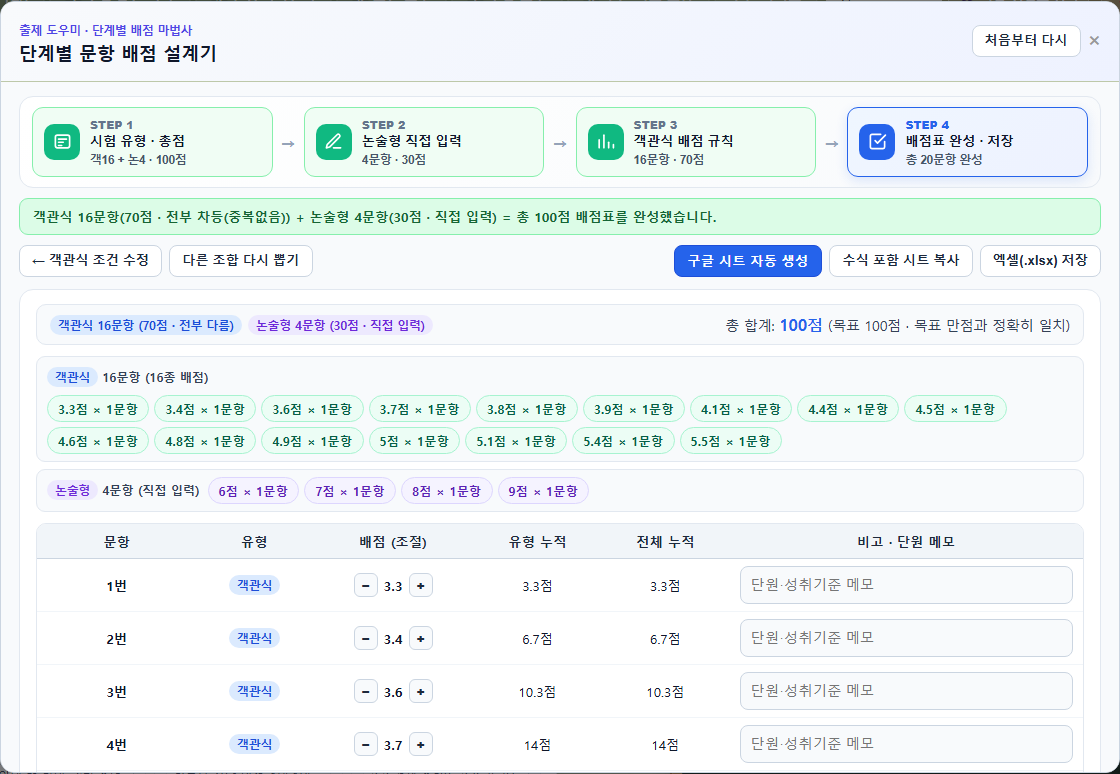 출제 도우미 · 단계별 배점 마법사
단계별 문항 배점 설계기
처음부터 다시 ×
STEP 1
시험 유형 · 총점
객16 + 논4 · 100점
→
STEP 2
논술형 직접 입력
4문항 · 30점
→
STEP 3
객관식 배점 규칙
16문항 · 70점
→
STEP 4
배점표 완성 · 저장
총 20문항 완성
객관식 16문항(70점 · 전부 차등(중복없음)) + 논술형 4문항(30점 · 직접 입력) = 총 100점 배점표를 완성했습니다.
← 객관식 조건 수정 다른 조합 다시 뽑기 구글 시트 자동 생성 수식 포함 시트 복사 엑셀(.xlsx) 저장
객관식 16문항 (70점 · 전부 다름) 논술형 4문항 (30점 · 직접 입력) 총 합계: 100점 (목표 100점 · 목표 만점과 정확히 일치)
객관식 16문항 (16종 배점)
3.3점 × 1문항 3.4점 × 1문항 3.6점 × 1문항 3.7점 × 1문항 3.8점 × 1문항 3.9점 × 1문항 4.1점 × 1문항 4.4점 × 1문항 4.5점 × 1문항
4.6점 × 1문항 4.8점 × 1문항 4.9점 × 1문항 5점 × 1문항 5.1점 × 1문항 5.4점 × 1문항 5.5점 × 1문항
논술형 4문항 (직접 입력) 6점 × 1문항 7점 × 1문항 8점 × 1문항 9점 × 1문항
문항 유형 배점 (조절) 유형 누적 전체 누적 비고 · 단원 메모
1번 객관식 − 3.3 + 3.3점 3.3점 단원·성취기준 메모
2번 객관식 − 3.4 + 6.7점 6.7점 단원·성취기준 메모
3번 객관식 − 3.6 + 10.3점 10.3점 단원·성취기준 메모
4번 객관식 − 3.7 + 14점 14점 단원·성취기준 메모